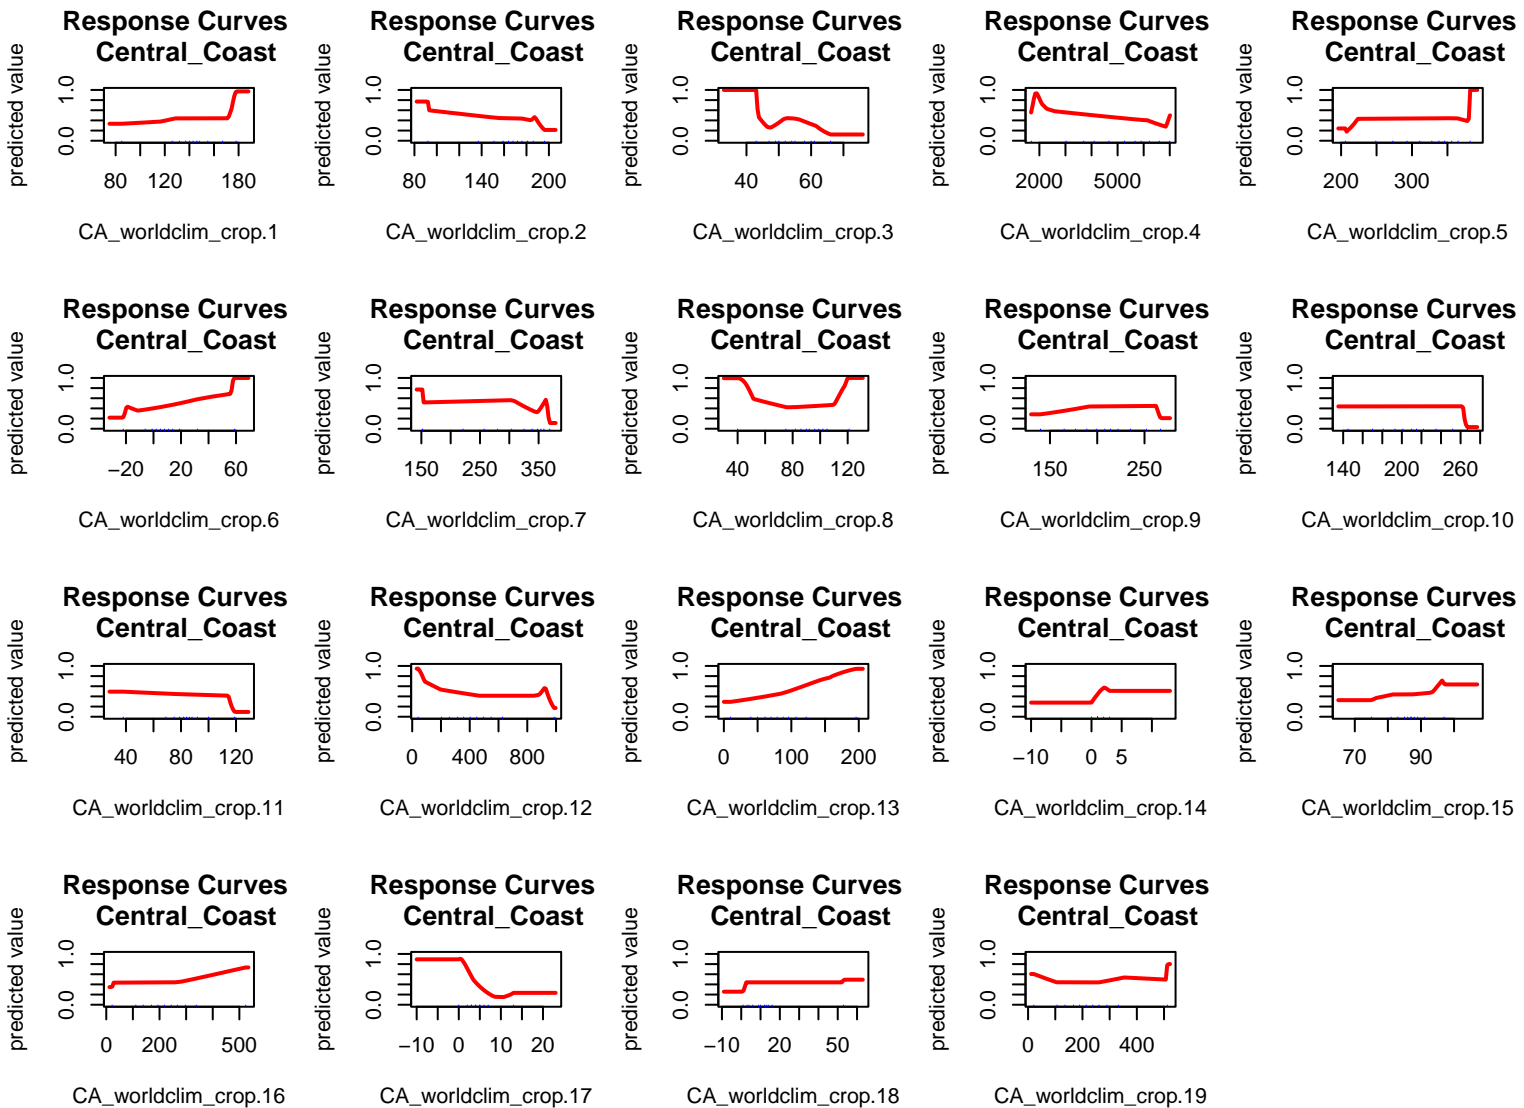 Response Curves
Central_Coast
predicted value
0.0 1.0
80 120 180
CA_worldclim_crop.1
Response Curves
Central_Coast
predicted value
0.0 1.0
80 140 200
CA_worldclim_crop.2
Response Curves
Central_Coast
predicted value
0.0 1.0
40 60
CA_worldclim_crop.3
Response Curves
Central_Coast
predicted value
0.0 1.0
2000 5000
CA_worldclim_crop.4
Response Curves
Central_Coast
predicted value
0.0 1.0
200 300
CA_worldclim_crop.5
Response Curves
Central_Coast
predicted value
0.0 1.0
−20 20 60
CA_worldclim_crop.6
Response Curves
Central_Coast
predicted value
0.0 1.0
150 250 350
CA_worldclim_crop.7
Response Curves
Central_Coast
predicted value
0.0 1.0
40 80 120
CA_worldclim_crop.8
Response Curves
Central_Coast
predicted value
0.0 1.0
150 250
CA_worldclim_crop.9
Response Curves
Central_Coast
predicted value
0.0 1.0
140 200 260
CA_worldclim_crop.10
Response Curves
Central_Coast
predicted value
0.0 1.0
40 80 120
CA_worldclim_crop.11
Response Curves
Central_Coast
predicted value
0.0 1.0
0 400 800
CA_worldclim_crop.12
Response Curves
Central_Coast
predicted value
0.0 1.0
0 100 200
CA_worldclim_crop.13
Response Curves
Central_Coast
predicted value
0.0 1.0
−10 0 5
CA_worldclim_crop.14
Response Curves
Central_Coast
predicted value
0.0 1.0
70 90
CA_worldclim_crop.15
Response Curves
Central_Coast
predicted value
0.0 1.0
0 200 500
CA_worldclim_crop.16
Response Curves
Central_Coast
predicted value
0.0 1.0
−10 0 10 20
CA_worldclim_crop.17
Response Curves
Central_Coast
predicted value
0.0 1.0
−10 20 50
CA_worldclim_crop.18
Response Curves
Central_Coast
predicted value
0.0 1.0
0 200 400
CA_worldclim_crop.19